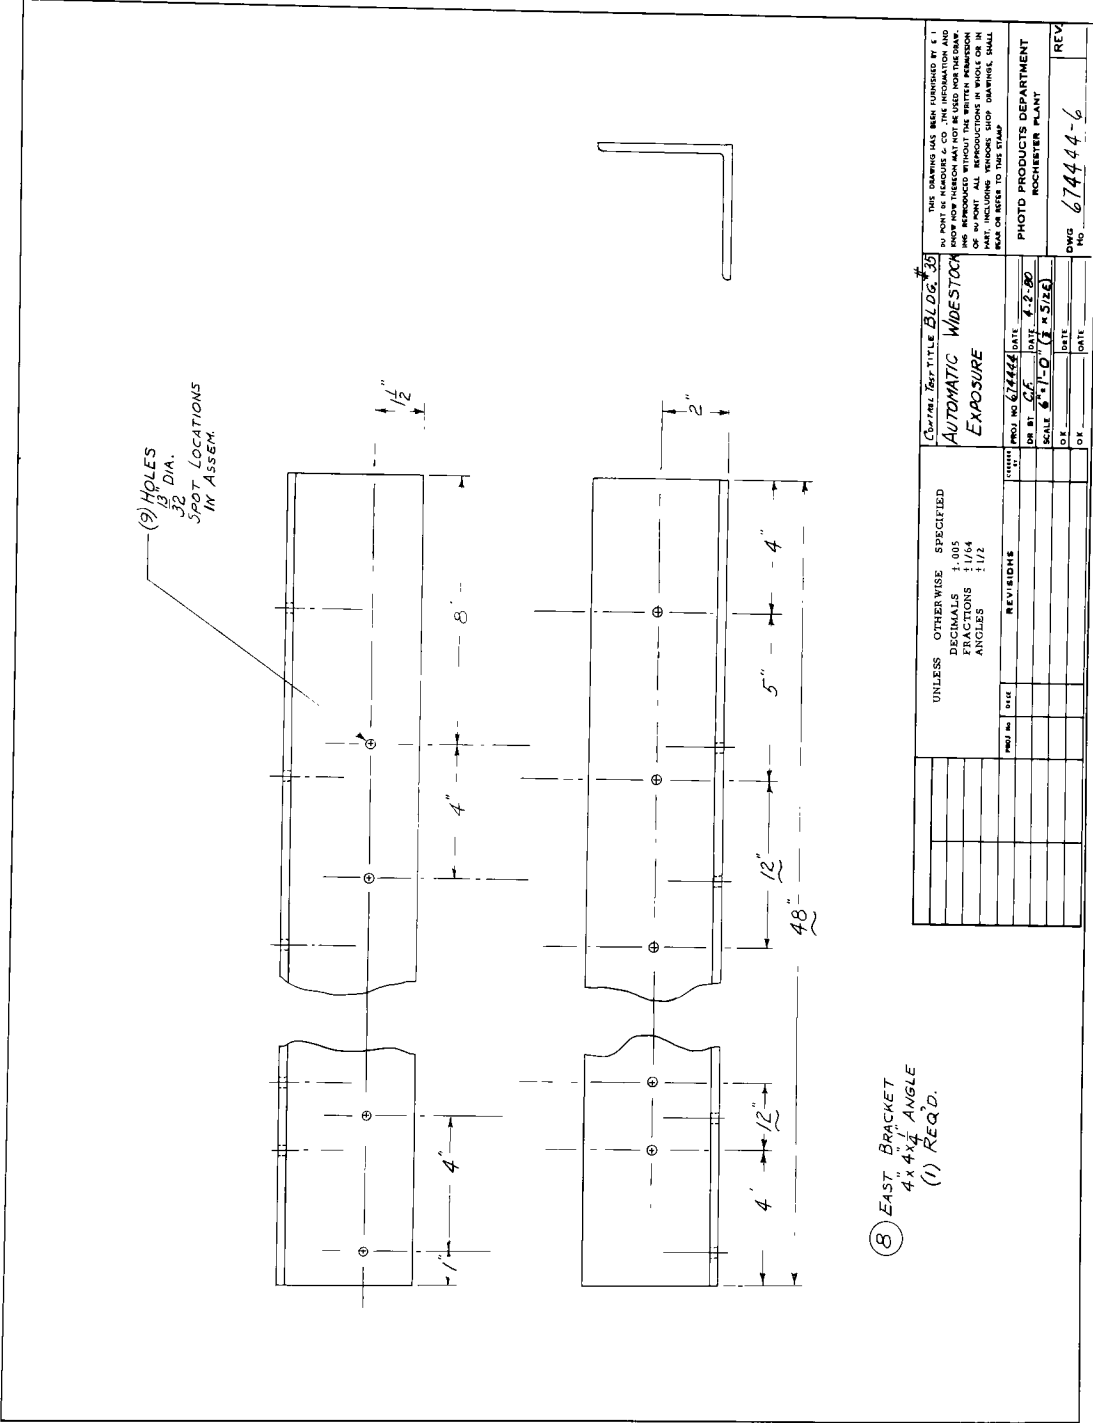 (9) HOLES
13/32" DIA.
SPOT LOCATIONS
IN ASSEM.
1 1/2"
8'
4"
4"
1"
2"
4"
5"
12"
48"
12"
4'
8 EAST BRACKET
4" x 4" x 1/4" ANGLE
(1) REQ'D.
UNLESS OTHERWISE SPECIFIED
DECIMALS ±.005
FRACTIONS ±1/64
ANGLES ±1/2
PROJ No DATE REVISIONS CHECKED BY
CONTROL TEST TITLE BLDG. #35
AUTOMATIC WIDESTOCK
EXPOSURE
PROJ NO 674444 DATE
DR BY C.F. DATE 4-2-80
SCALE 6"=1'-0" (1/2 x SIZE)
OK DATE
OK DATE
THIS DRAWING HAS BEEN FURNISHED BY E I
DU PONT DE NEMOURS & CO. THE INFORMATION AND
KNOW HOW THEREON MAY NOT BE USED NOR THE DRAW-
ING REPRODUCED WITHOUT THE WRITTEN PERMISSION
OF DU PONT ALL REPRODUCTIONS IN WHOLE OR IN
PART, INCLUDING VENDORS SHOP DRAWINGS, SHALL
BEAR OR REFER TO THIS STAMP
PHOTO PRODUCTS DEPARTMENT
ROCHESTER PLANT
DWG No 674444-6 REV.